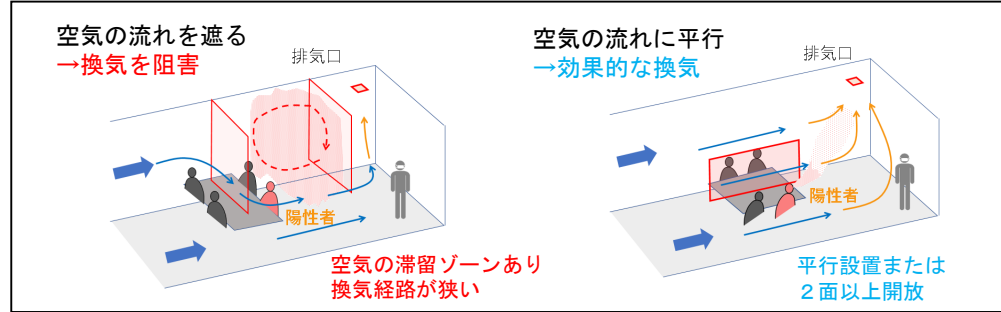 空気の流れを遮る
→換気を阻害
排気口
陽性者
空気の滞留ゾーンあり
換気経路が狭い
空気の流れに平行
→効果的な換気
排気口
陽性者
平行設置または
２面以上開放